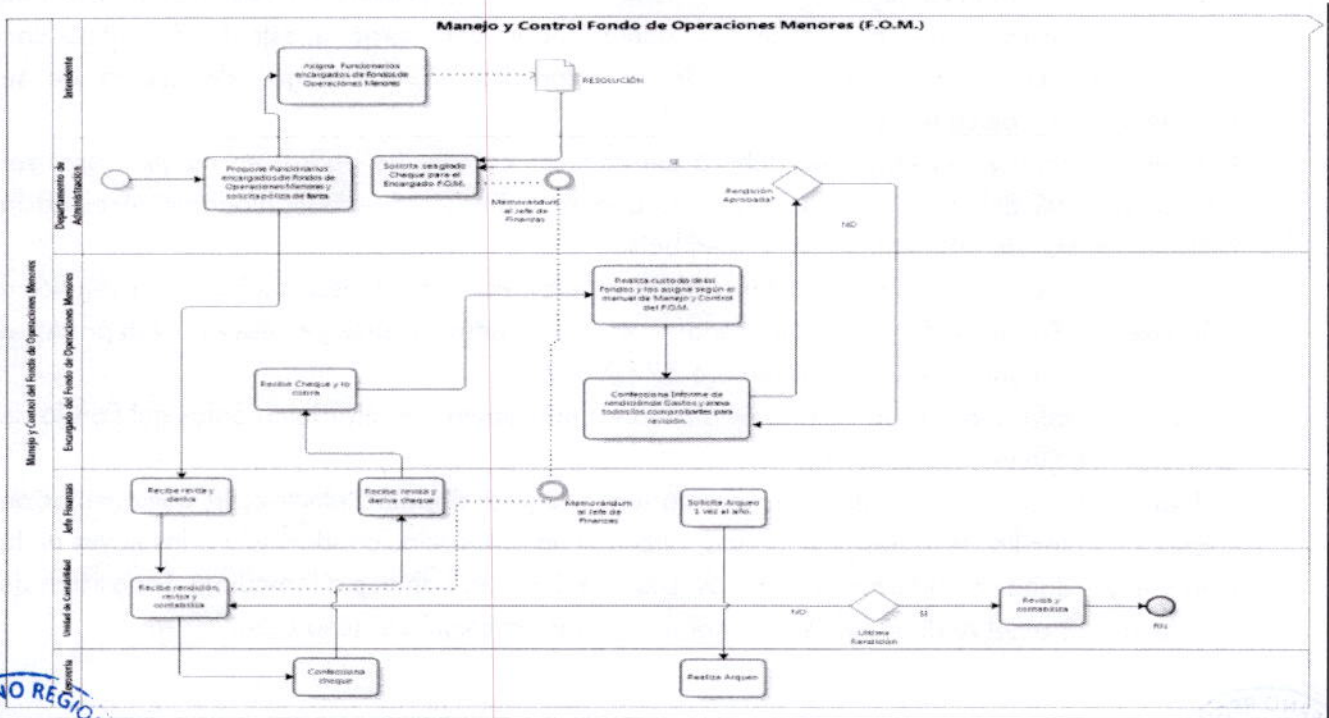 Manejo y Control Fondo de Operaciones Menores (F.O.M.)
Manejo y Control del Fondo de Operaciones Menores
Intendente
Asigna Funcionarios
encargados de Fondos de
Operaciones Menores
RESOLUCIÓN
Departamento de
Administración
Propone Funcionarios
encargados de Fondos de
Operaciones Menores y
solicita póliza de fianza
Solicita
Cheque para el
Encargado F.O.M.
Memorándum
al Jefe de
Finanzas
SI
Rendición
Aprobada?
NO
Encargado del Fondo de Operaciones Menores
Realiza custodia de los
Fondos y los asigna según el
manual de Manejo y Control
del F.O.M.
Recibe Cheque y lo
cobra
Confecciona Informe de
rendición de Gastos y anexa
todos los comprobantes para
revisión.
Jefe Finanzas
Recibe revisa y
deriva
Recibe, revisa y
deriva cheque
Memorándum
al Jefe de
Finanzas
Solicita Arqueo
1 vez al año.
Unidad de Contabilidad
Recibe rendición,
revisa y
contabiliza
NO
Ultima
Rendición
SI
Revisa y
contabiliza
FIN
Tesorería
Confecciona
cheque
Realiza Arqueo
NO REGIO